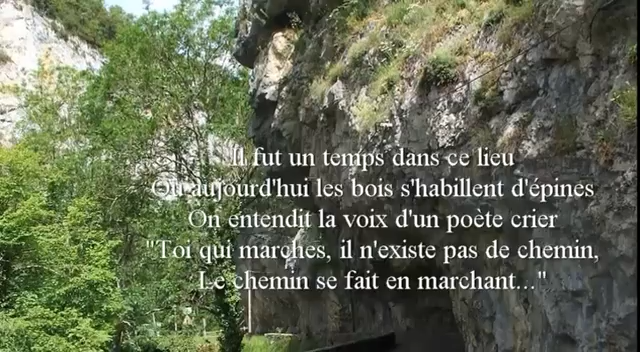 Il fut un temps dans ce lieu
Où aujourd'hui les bois s'habillent d'épines
On entendit la voix d'un poète crier
"Toi qui marches, il n'existe pas de chemin,
Le chemin se fait en marchant..."